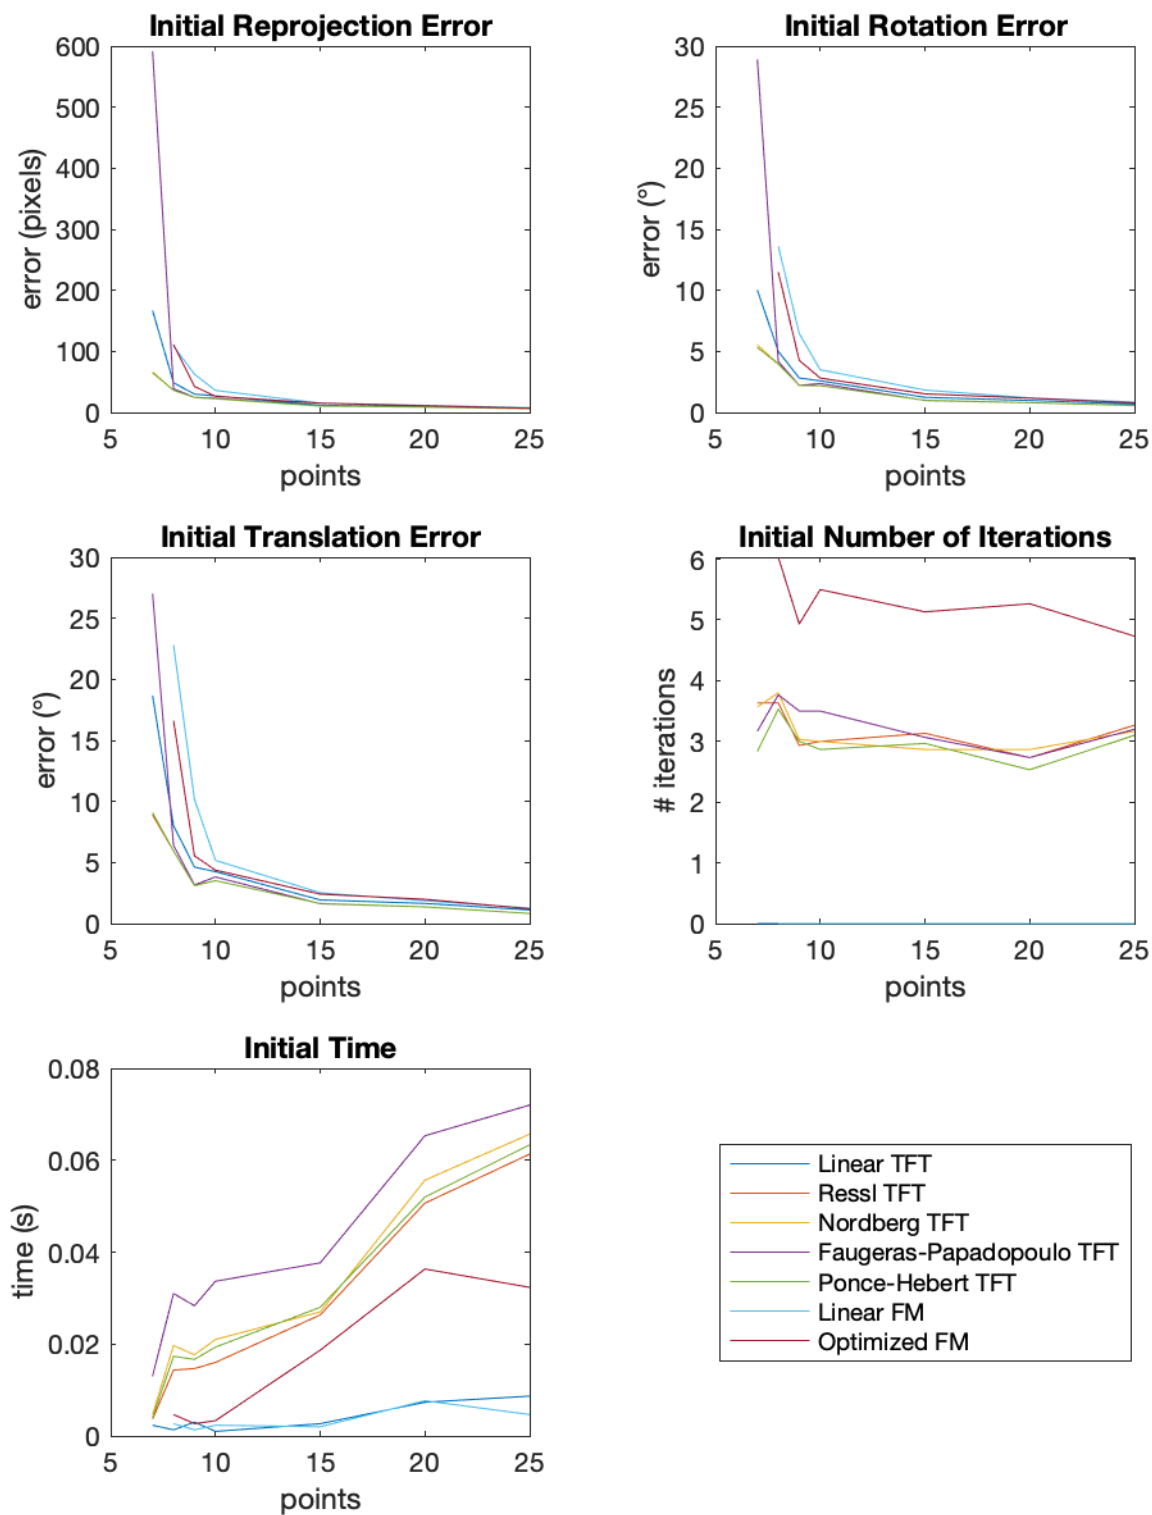 Initial Reprojection Error
600
500
400
300
200
100
0
error (pixels)
5 10 15 20 25
points
Initial Rotation Error
30
25
20
15
10
5
0
error (°)
5 10 15 20 25
points
Initial Translation Error
30
25
20
15
10
5
0
error (°)
5 10 15 20 25
points
Initial Number of Iterations
6
5
4
3
2
1
0
# iterations
5 10 15 20 25
points
Initial Time
0.08
0.06
0.04
0.02
0
time (s)
5 10 15 20 25
points
Linear TFT
Ressl TFT
Nordberg TFT
Faugeras-Papadopoulo TFT
Ponce-Hebert TFT
Linear FM
Optimized FM